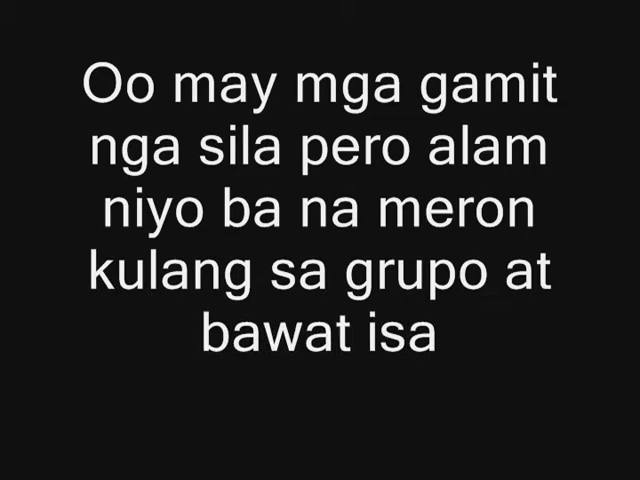 Oo may mga gamit
nga sila pero alam
niyo ba na meron
kulang sa grupo at
bawat isa